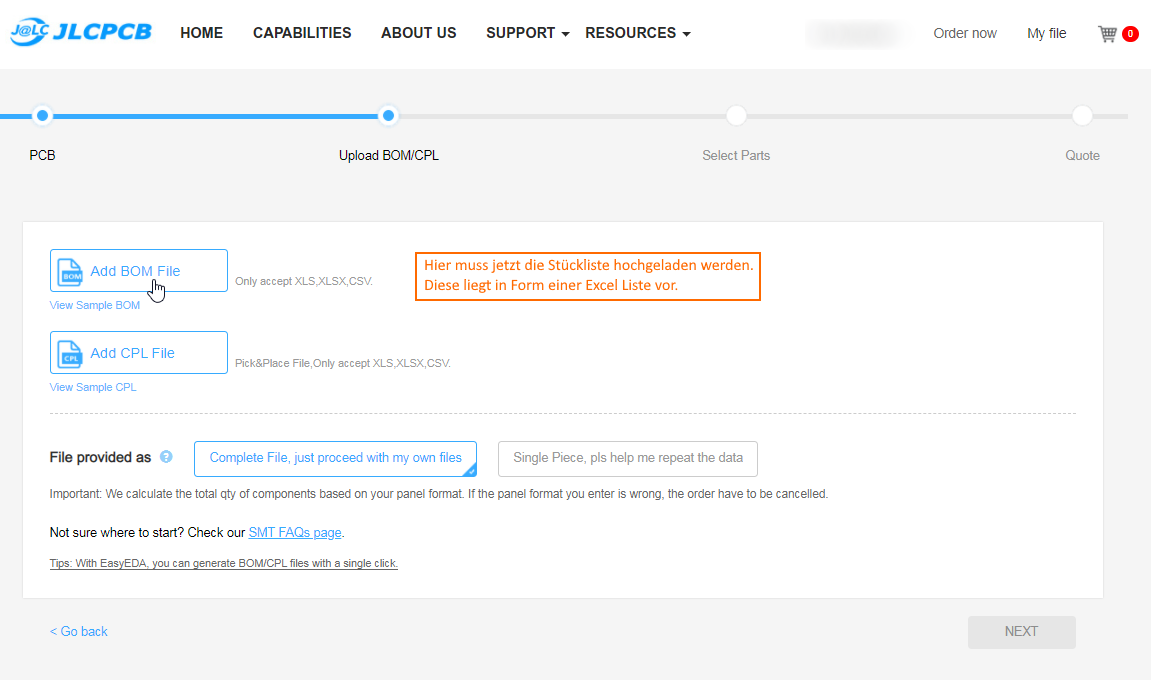 J@LC JLCPCB HOME CAPABILITIES ABOUT US SUPPORT RESOURCES Order now My file 0
PCB Upload BOM/CPL Select Parts Quote
BOM Add BOM File Only accept XLS,XLSX,CSV.
View Sample BOM
Hier muss jetzt die Stückliste hochgeladen werden.
Diese liegt in Form einer Excel Liste vor.
CPL Add CPL File Pick&Place File,Only accept XLS,XLSX,CSV.
View Sample CPL
File provided as ? Complete File, just proceed with my own files Single Piece, pls help me repeat the data
Important: We calculate the total qty of components based on your panel format. If the panel format you enter is wrong, the order have to be cancelled.
Not sure where to start? Check our SMT FAQs page.
Tips: With EasyEDA, you can generate BOM/CPL files with a single click.
< Go back NEXT